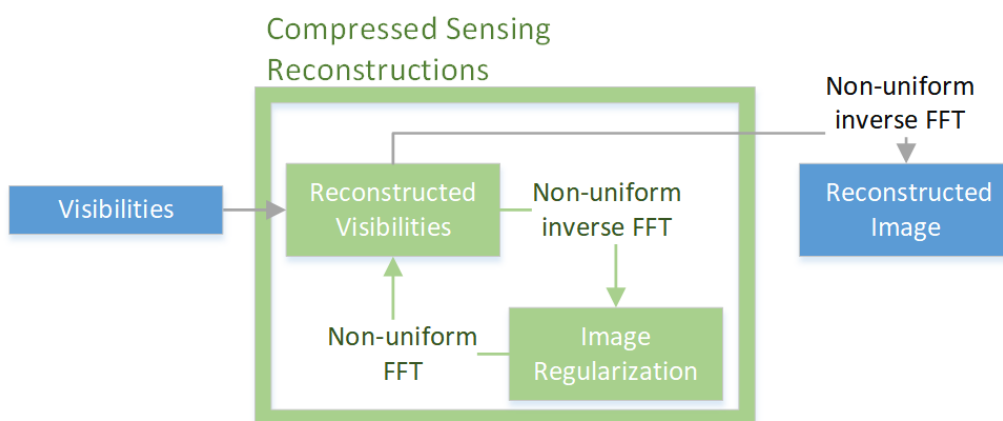 Compressed Sensing
Reconstructions
Non-uniform
inverse FFT
Visibilities
Reconstructed
Visibilities
Non-uniform
inverse FFT
Reconstructed
Image
Non-uniform
FFT
Image
Regularization